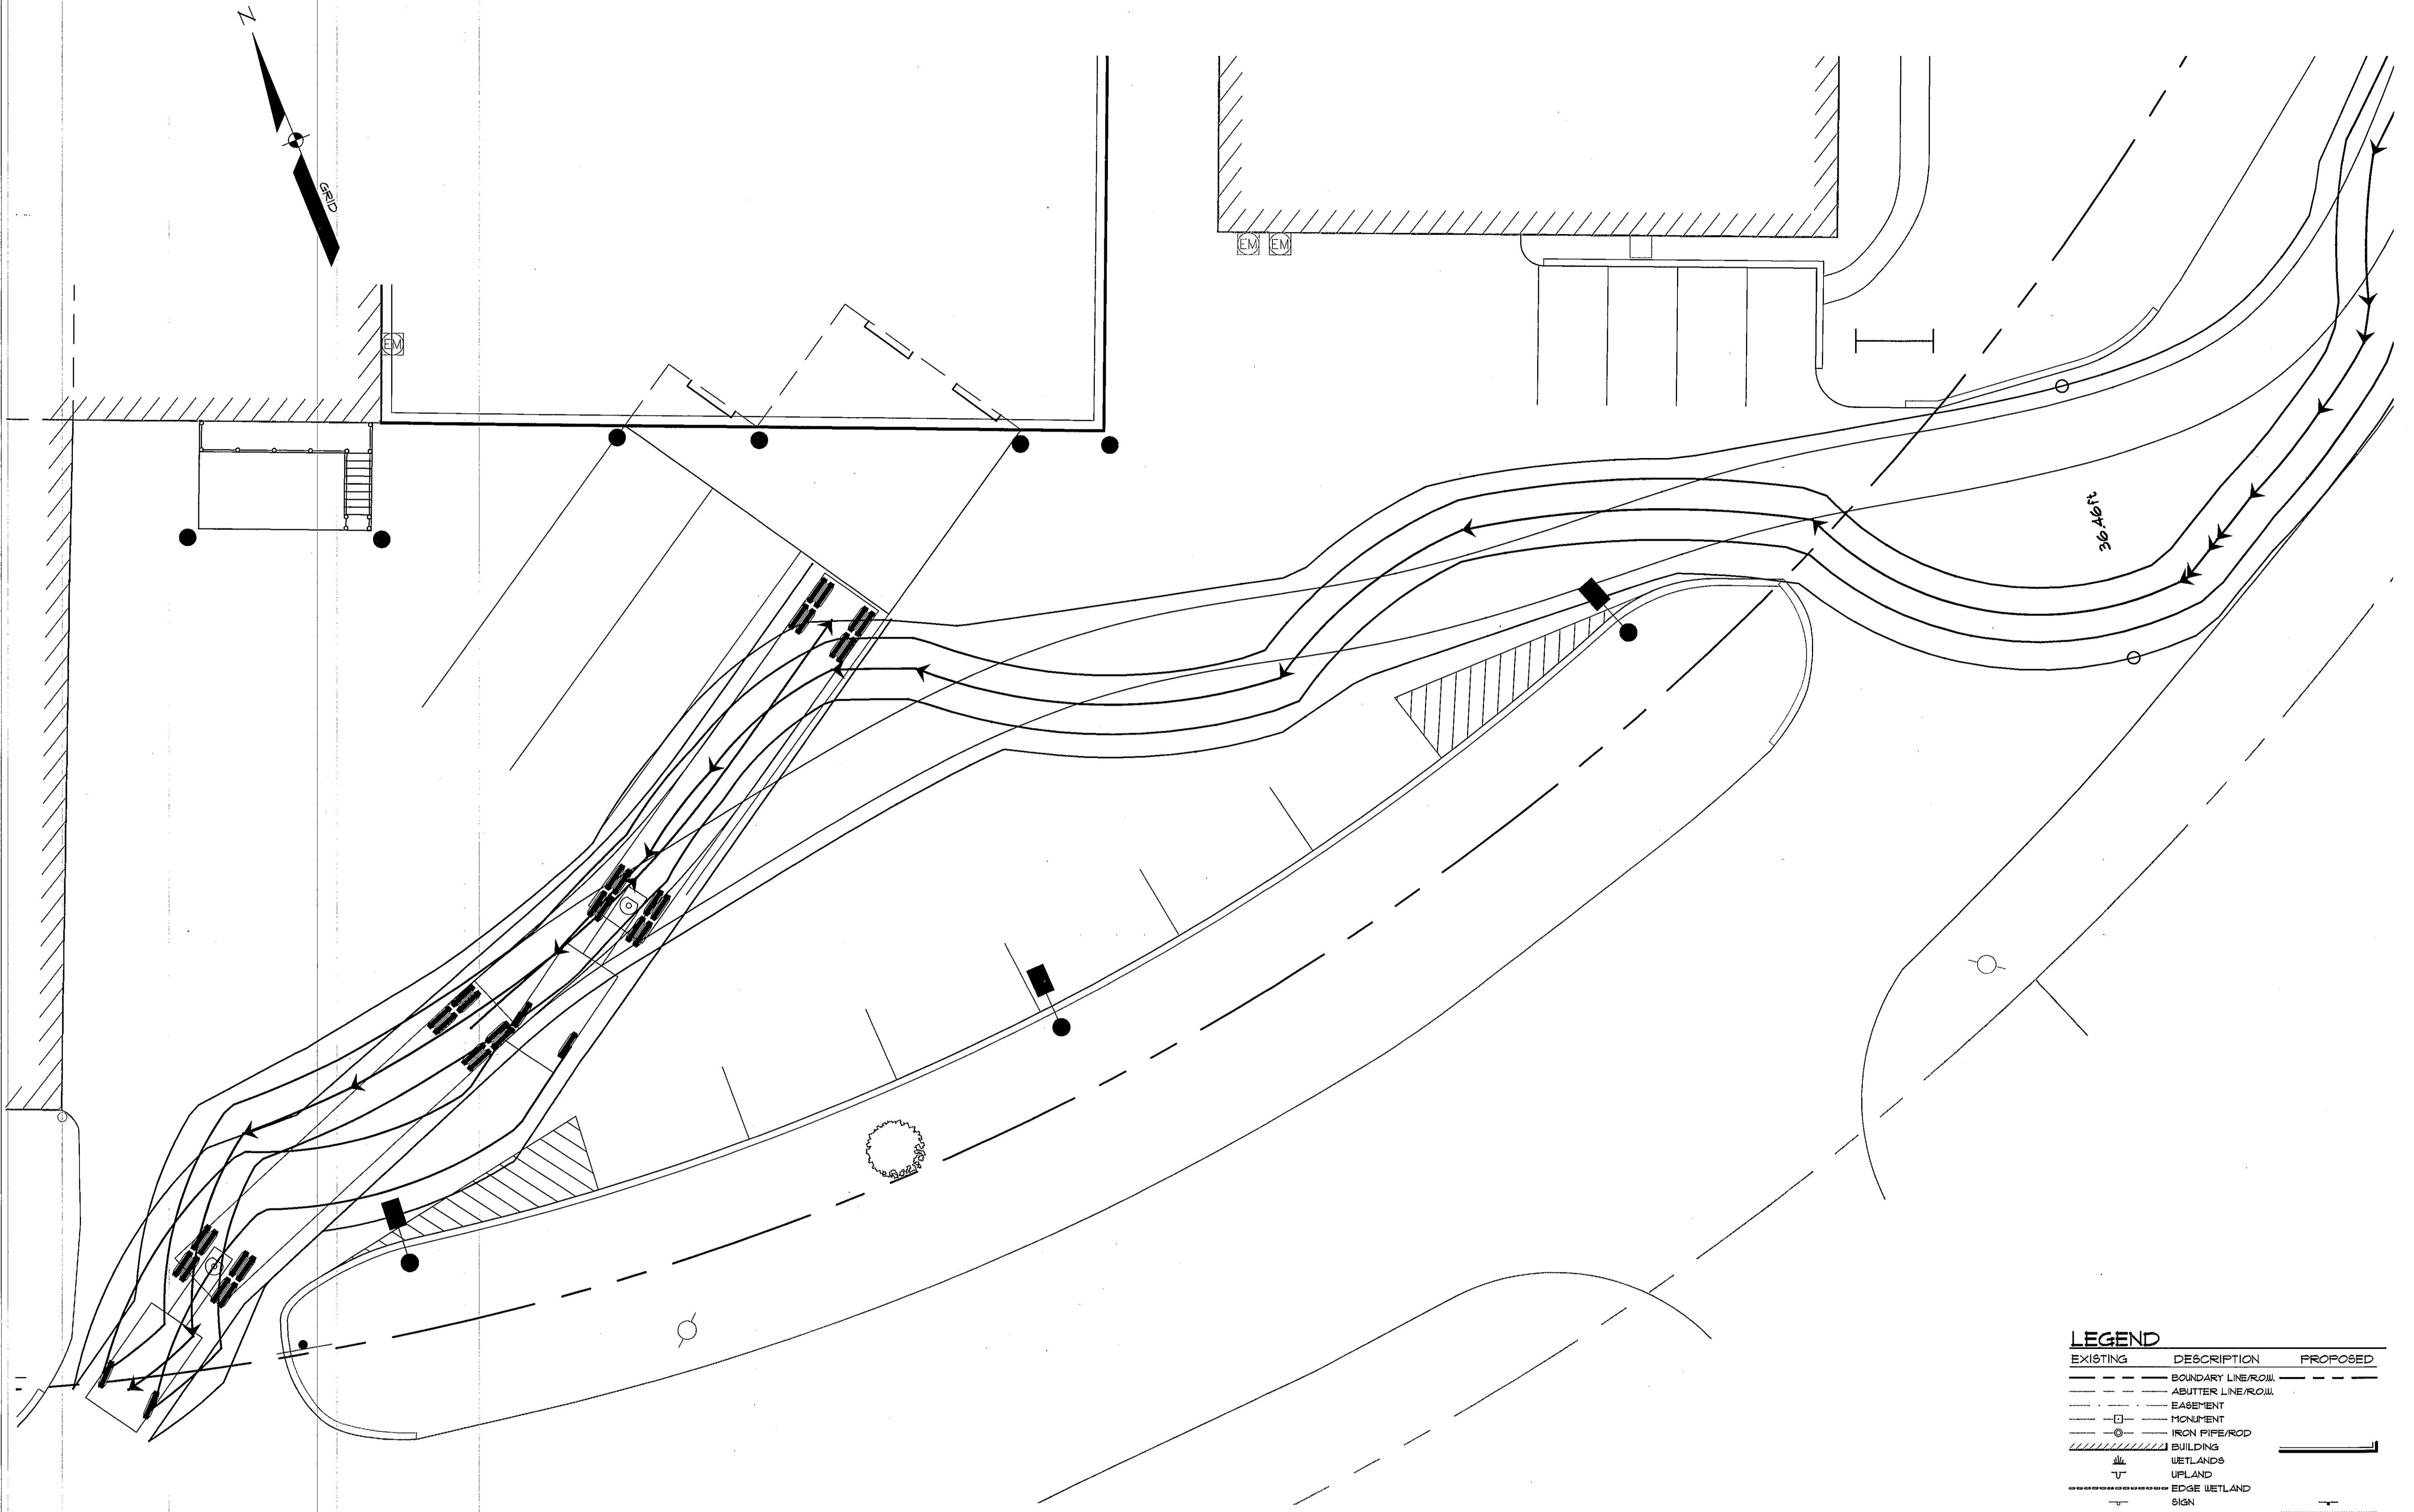 N
GRID
EM EM
EM
36.46ft
LEGEND
EXISTING DESCRIPTION PROPOSED
BOUNDARY LINE/R.O.W.
ABUTTER LINE/R.O.W.
EASEMENT
MONUMENT
IRON PIPE/ROD
BUILDING
WETLANDS
UPLAND
EDGE WETLAND
SIGN